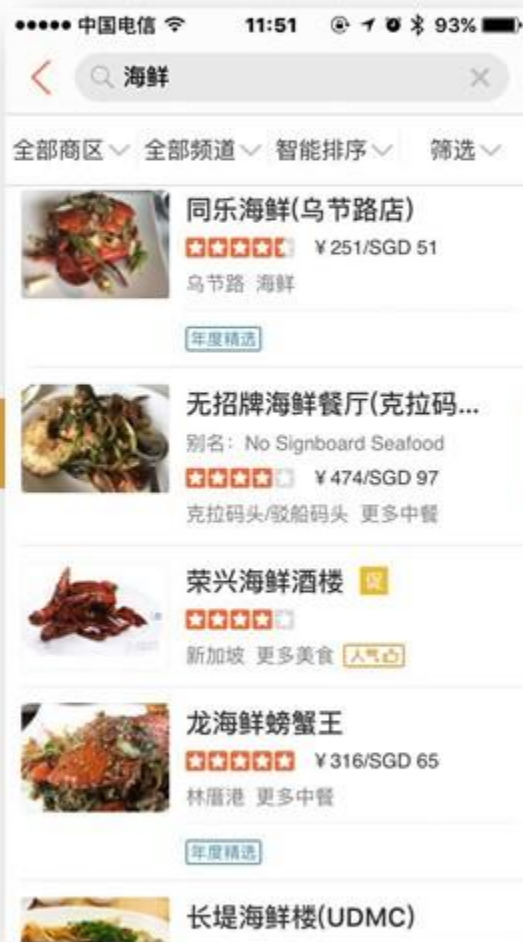 中国电信 11:51 93%
海鲜
全部商区 全部频道 智能排序 筛选
同乐海鲜(乌节路店)
¥251/SGD 51
乌节路 海鲜
年度精选
无招牌海鲜餐厅(克拉码...
别名：No Signboard Seafood
¥474/SGD 97
克拉码头/驳船码头 更多中餐
荣兴海鲜酒楼 促
新加坡 更多美食 人气
龙海鲜螃蟹王
¥316/SGD 65
林厝港 更多中餐
年度精选
长堤海鲜楼(UDMC)